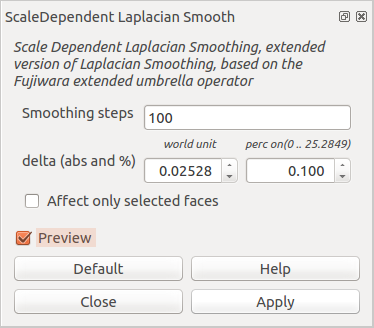 ScaleDependent Laplacian Smooth
Scale Dependent Laplacian Smoothing, extended
version of Laplacian Smoothing, based on the
Fujiwara extended umbrella operator
Smoothing steps 100
world unit perc on(0 .. 25.2849)
delta (abs and %) 0.02528 0.100
Affect only selected faces
Preview
Default Help
Close Apply